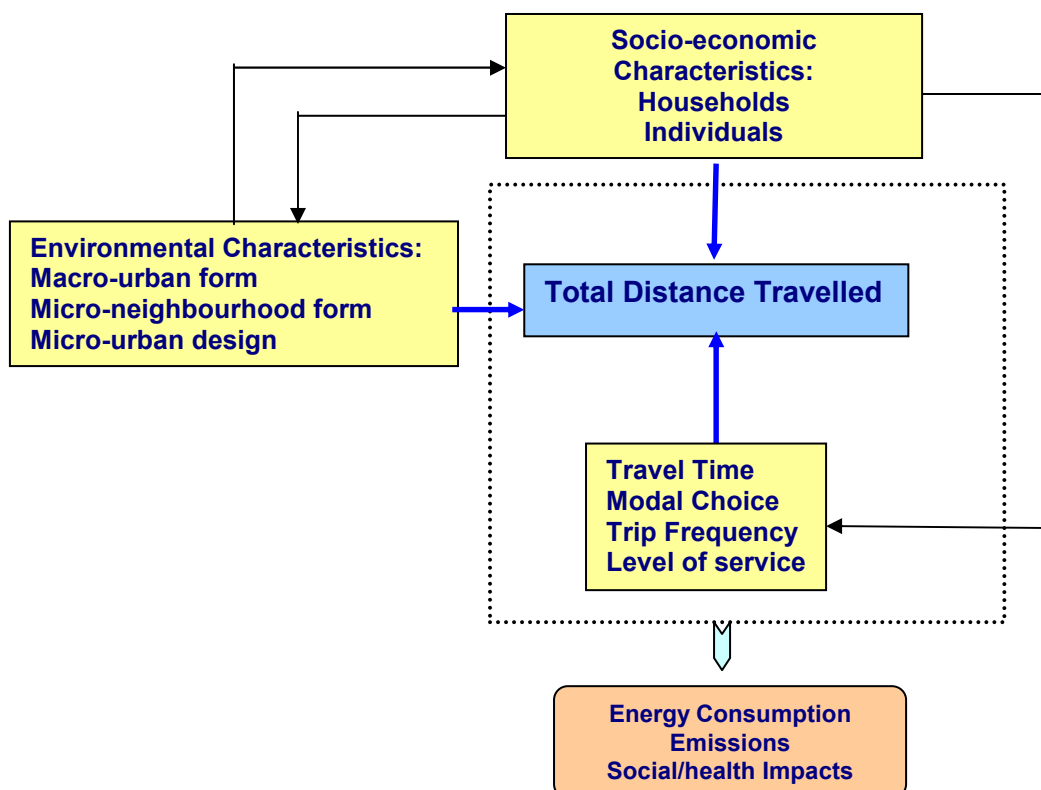 Socio-economic
Characteristics:
Households
Individuals
Environmental Characteristics:
Macro-urban form
Micro-neighbourhood form
Micro-urban design
Total Distance Travelled
Travel Time
Modal Choice
Trip Frequency
Level of service
Energy Consumption
Emissions
Social/health Impacts